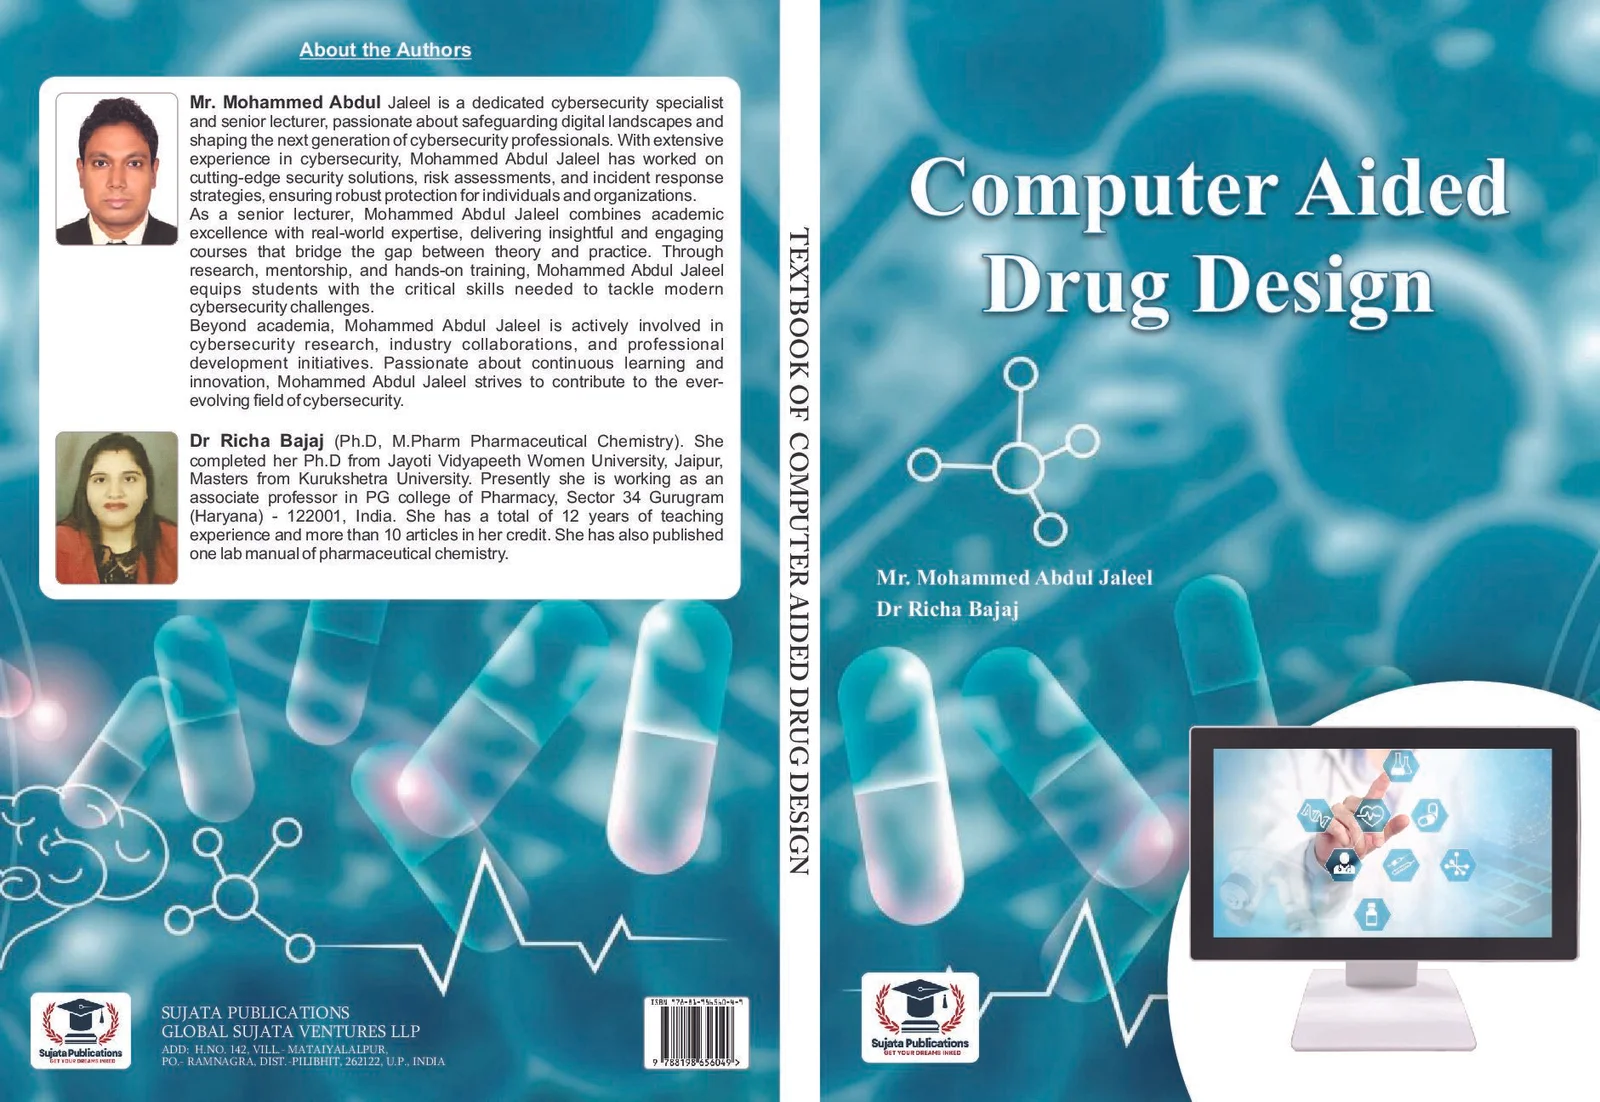 About the Authors
Mr. Mohammed Abdul Jaleel is a dedicated cybersecurity specialist
and senior lecturer, passionate about safeguarding digital landscapes and
shaping the next generation of cybersecurity professionals. With extensive
experience in cybersecurity, Mohammed Abdul Jaleel has worked on
cutting-edge security solutions, risk assessments, and incident response
strategies, ensuring robust protection for individuals and organizations.
As a senior lecturer, Mohammed Abdul Jaleel combines academic
excellence with real-world expertise, delivering insightful and engaging
courses that bridge the gap between theory and practice. Through
research, mentorship, and hands-on training, Mohammed Abdul Jaleel
equips students with the critical skills needed to tackle modern
cybersecurity challenges.
Beyond academia, Mohammed Abdul Jaleel is actively involved in
cybersecurity research, industry collaborations, and professional
development initiatives. Passionate about continuous learning and
innovation, Mohammed Abdul Jaleel strives to contribute to the ever-
evolving field of cybersecurity.
Dr Richa Bajaj (Ph.D, M.Pharm Pharmaceutical Chemistry). She
completed her Ph.D from Jayoti Vidyapeeth Women University, Jaipur,
Masters from Kurukshetra University. Presently she is working as an
associate professor in PG college of Pharmacy, Sector 34 Gurugram
(Haryana) - 122001, India. She has a total of 12 years of teaching
experience and more than 10 articles in her credit. She has also published
one lab manual of pharmaceutical chemistry.
Sujata Publications
GET YOUR DREAMS INKED
SUJATA PUBLICATIONS
GLOBAL SUJATA VENTURES LLP
ADD: H.NO. 142, VILL.- MATAIYALALPUR,
PO.- RAMNAGRA, DIST.-PILIBHIT, 262122, U.P., INDIA
ISBN
9 788198 656049 >
TEXTBOOK OF COMPUTER AIDED DRUG DESIGN
Computer Aided
Drug Design
Mr. Mohammed Abdul Jaleel
Dr Richa Bajaj
Sujata Publications
GET YOUR DREAMS INKED